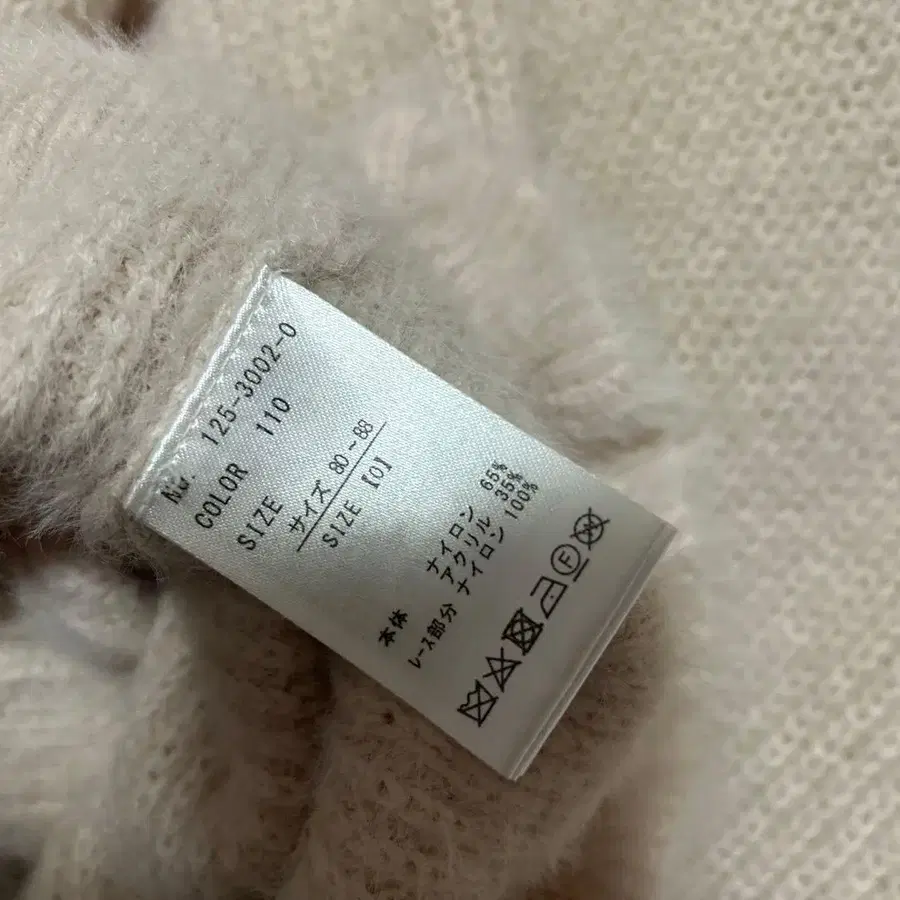 NO. 125-3002-0
COLOR 110
SIZE
サイズ 80~88
SIZE 【0】
本体 ナイロン 65%
アクリル 35%
レース部分 ナイロン 100%
F